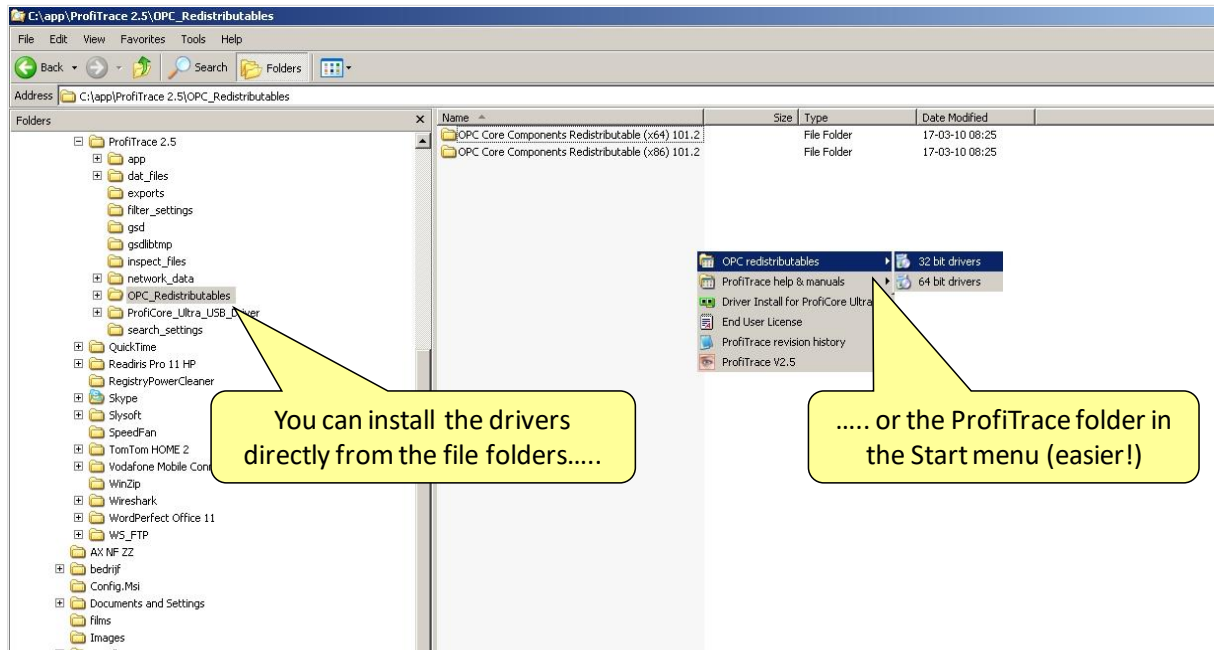 C:\app\ProfiTrace 2.5\OPC_Redistributables
File Edit View Favorites Tools Help
Back Search Folders
Address C:\app\ProfiTrace 2.5\OPC_Redistributables
Folders
ProfiTrace 2.5
app
dat_files
exports
filter_settings
gsd
gsdlibtmp
inspect_files
network_data
OPC_Redistributables
ProfiCore_Ultra_USB_Driver
search_settings
QuickTime
Readiris Pro 11 HP
RegistryPowerCleaner
Skype
Slysoft
SpeedFan
TomTom HOME 2
Vodafone Mobile
WinZip
Wireshark
WordPerfect Office 11
WS_FTP
AX NF ZZ
bedrijf
Config.Msi
Documents and Settings
films
Images
Name Size Type Date Modified
OPC Core Components Redistributable (x64) 101.2 File Folder 17-03-10 08:25
OPC Core Components Redistributable (x86) 101.2 File Folder 17-03-10 08:25
OPC redistributables
ProfiTrace help & manuals
Driver Install for ProfiCore Ultra
End User License
ProfiTrace revision history
ProfiTrace V2.5
32 bit drivers
64 bit drivers
You can install the drivers
directly from the file folders…..
….. or the ProfiTrace folder in
the Start menu (easier!)